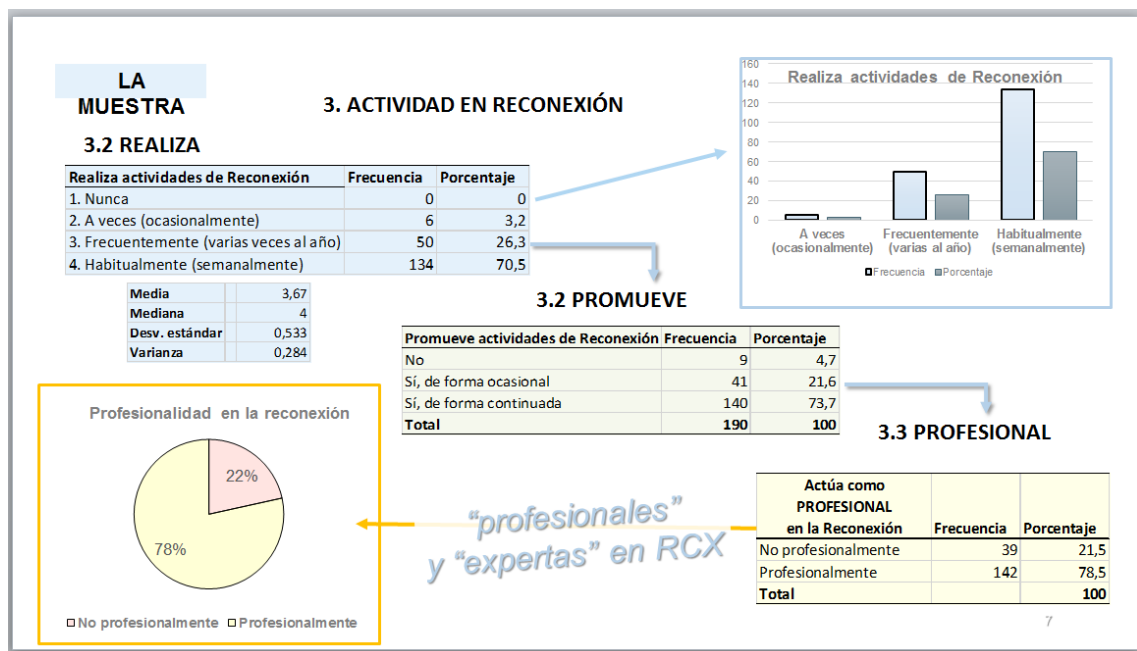 LA
MUESTRA
3. ACTIVIDAD EN RECONEXIÓN
3.2 REALIZA
Realiza actividades de Reconexión Frecuencia Porcentaje
1. Nunca 0 0
2. A veces (ocasionalmente) 6 3,2
3. Frecuentemente (varias veces al año) 50 26,3
4. Habitualmente (semanalmente) 134 70,5
Media 3,67
Mediana 4
Desv. estándar 0,533
Varianza 0,284
Realiza actividades de Reconexión
160
140
120
100
80
60
40
20
0
A veces (ocasionalmente)
Frecuentemente (varias al año)
Habitualmente (semanalmente)
Frecuencia Porcentaje
3.2 PROMUEVE
Promueve actividades de Reconexión Frecuencia Porcentaje
No 9 4,7
Sí, de forma ocasional 41 21,6
Sí, de forma continuada 140 73,7
Total 190 100
3.3 PROFESIONAL
Actúa como
PROFESIONAL
en la Reconexión Frecuencia Porcentaje
No profesionalmente 39 21,5
Profesionalmente 142 78,5
Total 100
"profesionales"
y "expertas" en RCX
Profesionalidad en la reconexión
22%
78%
No profesionalmente Profesionalmente
7